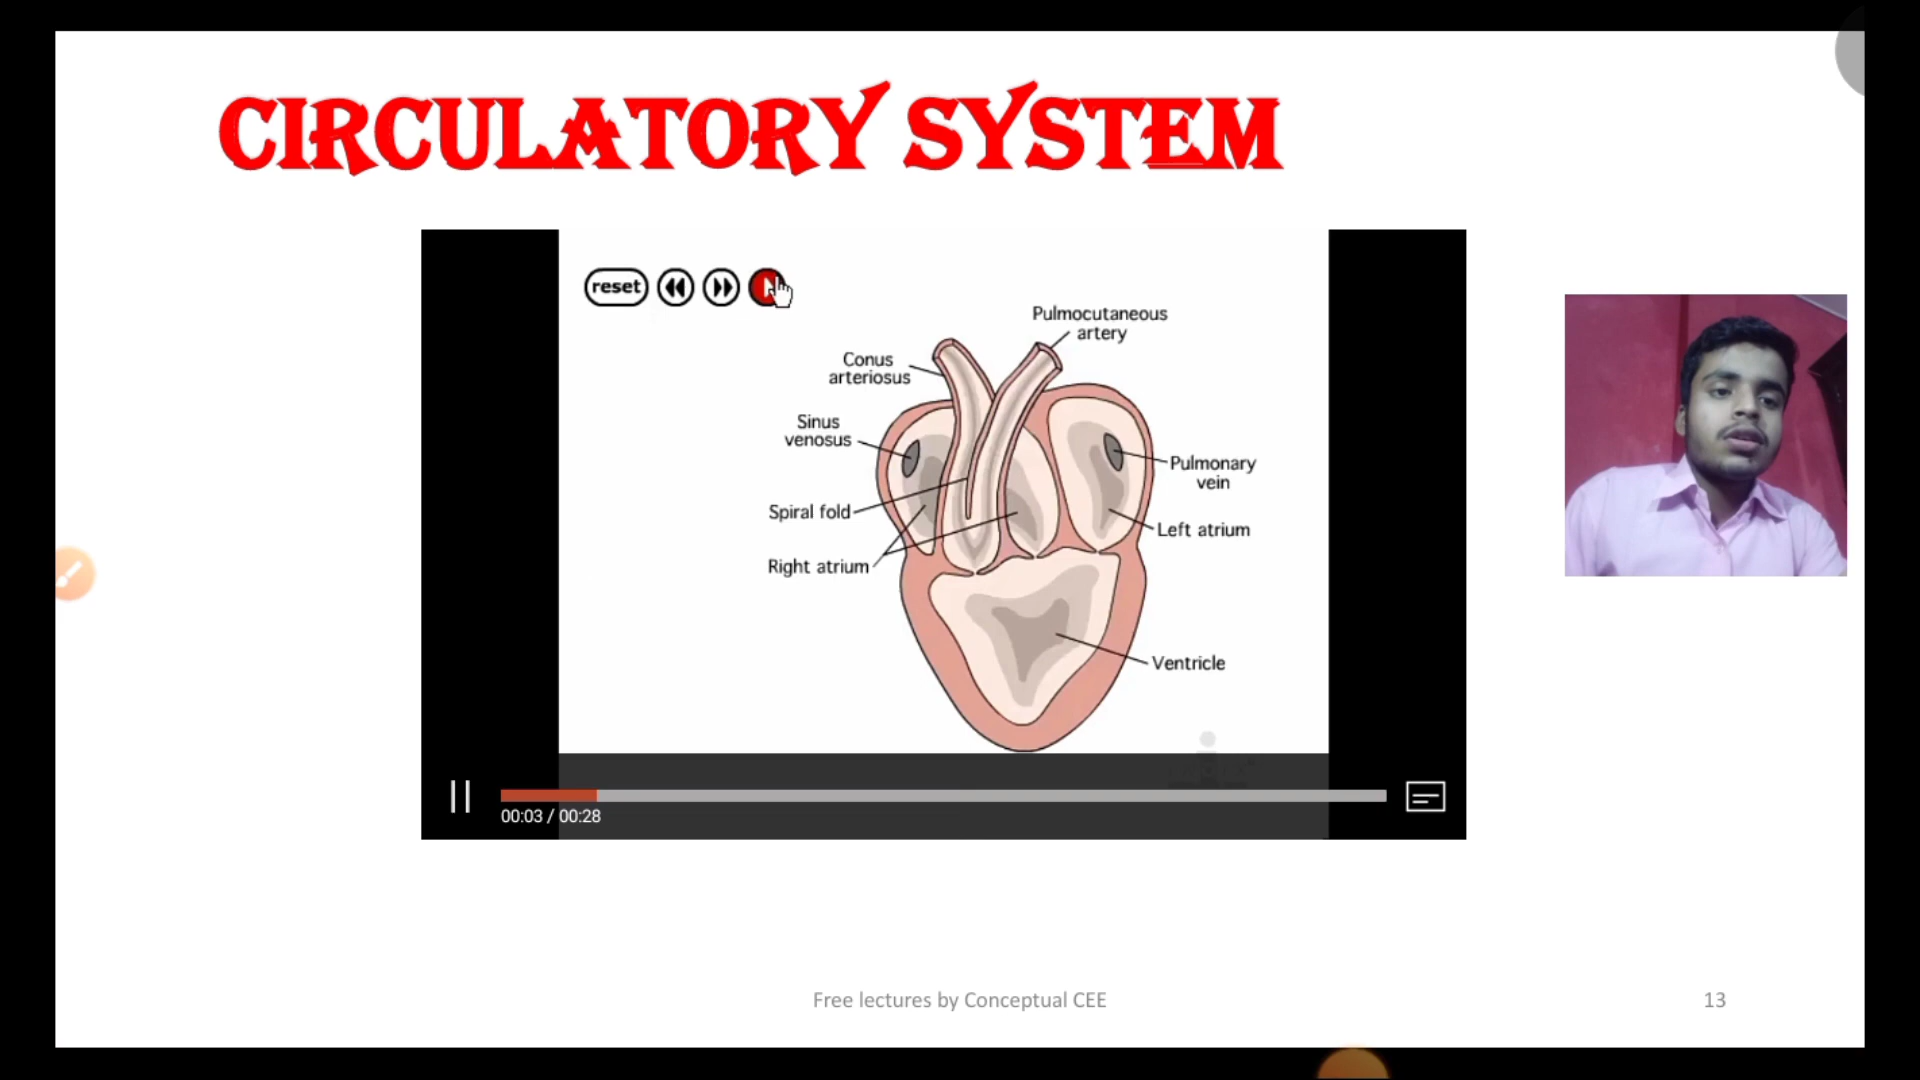 CIRCULATORY SYSTEM
reset
Pulmocutaneous
artery
Conus
arteriosus
Sinus
venosus
Pulmonary
vein
Spiral fold
Left atrium
Right atrium
Ventricle
00:03 / 00:28
Free lectures by Conceptual CEE
13